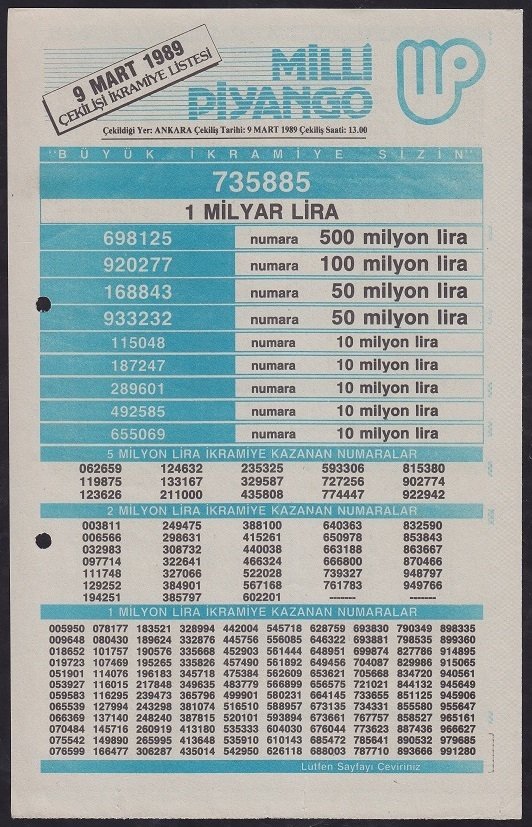 9 MART 1989
ÇEKİLİŞİ İKRAMİYE LİSTESİ
MİLLİ
PİYANGO
Çekildiği Yer: ANKARA Çekiliş Tarihi: 9 MART 1989 Çekiliş Saati: 13.00
"BÜYÜK İKRAMİYE SİZİN"
735885
1 MİLYAR LİRA
698125 numara 500 milyon lira
920277 numara 100 milyon lira
168843 numara 50 milyon lira
933232 numara 50 milyon lira
115048 numara 10 milyon lira
187247 numara 10 milyon lira
289601 numara 10 milyon lira
492585 numara 10 milyon lira
655069 numara 10 milyon lira
5 MİLYON LİRA İKRAMİYE KAZANAN NUMARALAR
062659 124632 235325 593306 815380
119875 133167 329587 727256 902774
123626 211000 435808 774447 922942
2 MİLYON LİRA İKRAMİYE KAZANAN NUMARALAR
003811 249475 388100 640363 832590
006566 298631 415261 650978 853843
032983 308732 440038 663188 863667
097714 322641 466324 666800 870466
111748 327066 522028 739327 948797
129252 384901 567168 761783 949766
194251 385797 602201 ------- -------
1 MİLYON LİRA İKRAMİYE KAZANAN NUMARALAR
005950 078177 183521 328994 442004 545718 628759 693830 790349 898335
009648 080430 189624 332876 445756 556085 646322 693881 798535 899360
018652 101757 190576 335668 452903 561444 648951 699874 827786 914895
019723 107469 195265 335826 457490 561892 649456 704087 829986 915065
051901 114076 196183 345718 475384 562609 653621 705668 834720 940561
053927 116015 217849 349635 483779 566899 656575 721021 844132 945649
059583 116295 239473 365796 499901 580231 664145 733655 851125 945906
065539 127994 243298 381074 516510 588957 673135 734331 855580 955647
066369 137140 248240 387815 520101 593894 673661 767757 858527 965161
070484 145716 260919 413180 535333 604030 676044 773623 887436 966627
075542 149890 265995 413648 535910 610143 685472 785641 890532 979685
076599 166477 306287 435014 542950 626118 688003 787710 893666 991280
Lütfen Sayfayı Çeviriniz